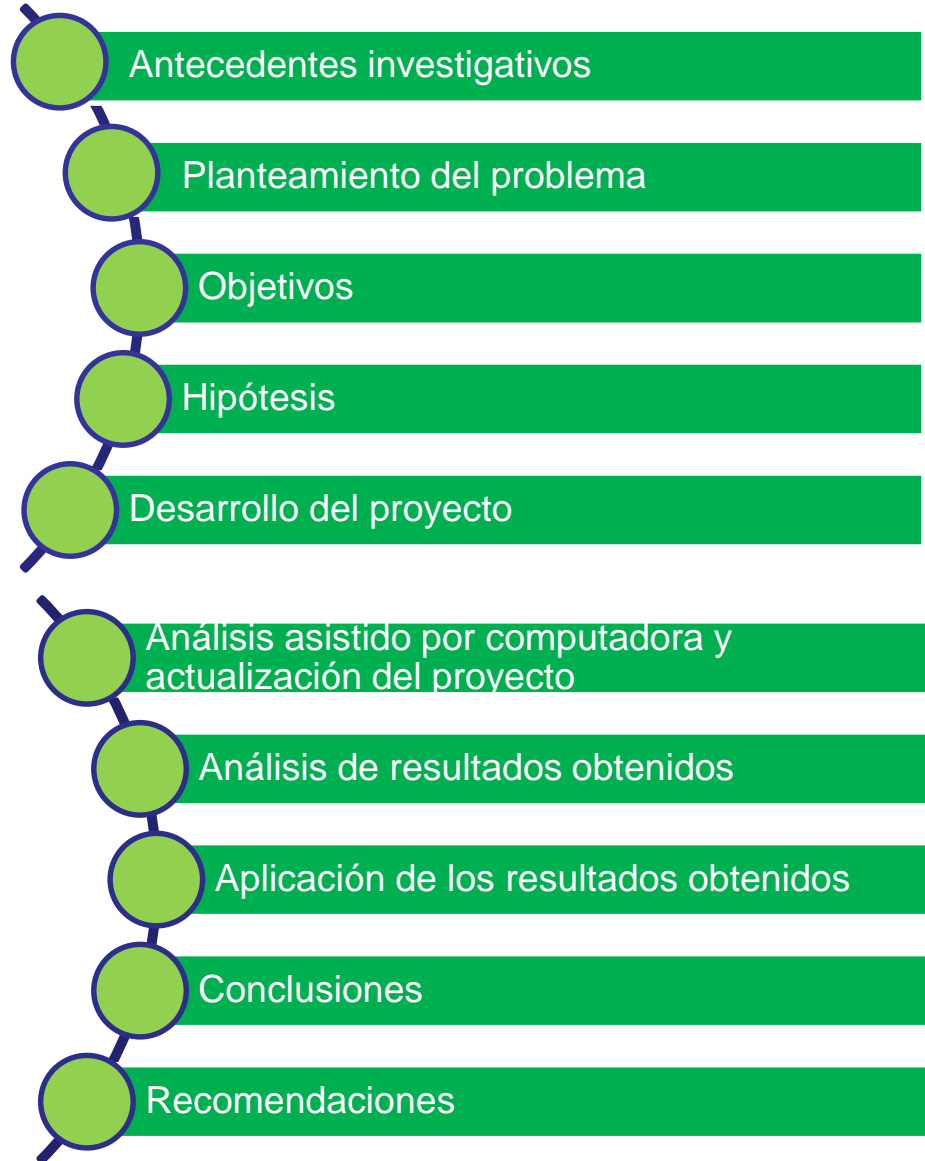 Antecedentes investigativos
Planteamiento del problema
Objetivos
Hipótesis
Desarrollo del proyecto
Análisis asistido por computadora y
actualización del proyecto
Análisis de resultados obtenidos
Aplicación de los resultados obtenidos
Conclusiones
Recomendaciones